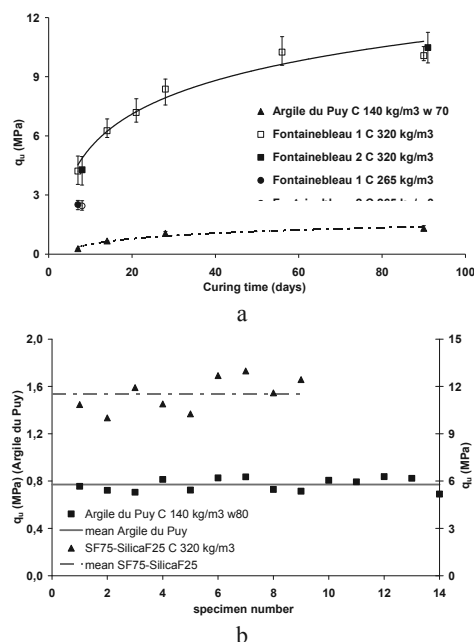 12
9
6
3
0
qu (MPa)
Argile du Puy C 140 kg/m3 w 70
Fontainebleau 1 C 320 kg/m3
Fontainebleau 2 C 320 kg/m3
Fontainebleau 1 C 265 kg/m3
0 20 40 60 80 100
Curing time (days)
a
2,0
1,6
1,2
0,8
0,4
0,0
qu (MPa) (Argile du Puy)
15
12
9
6
3
0
qu (MPa)
Argile du Puy C 140 kg/m3 w80
mean Argile du Puy
SF75-SilicaF25 C 320 kg/m3
mean SF75-SilicaF25
0 2 4 6 8 10 12 14
specimen number
b